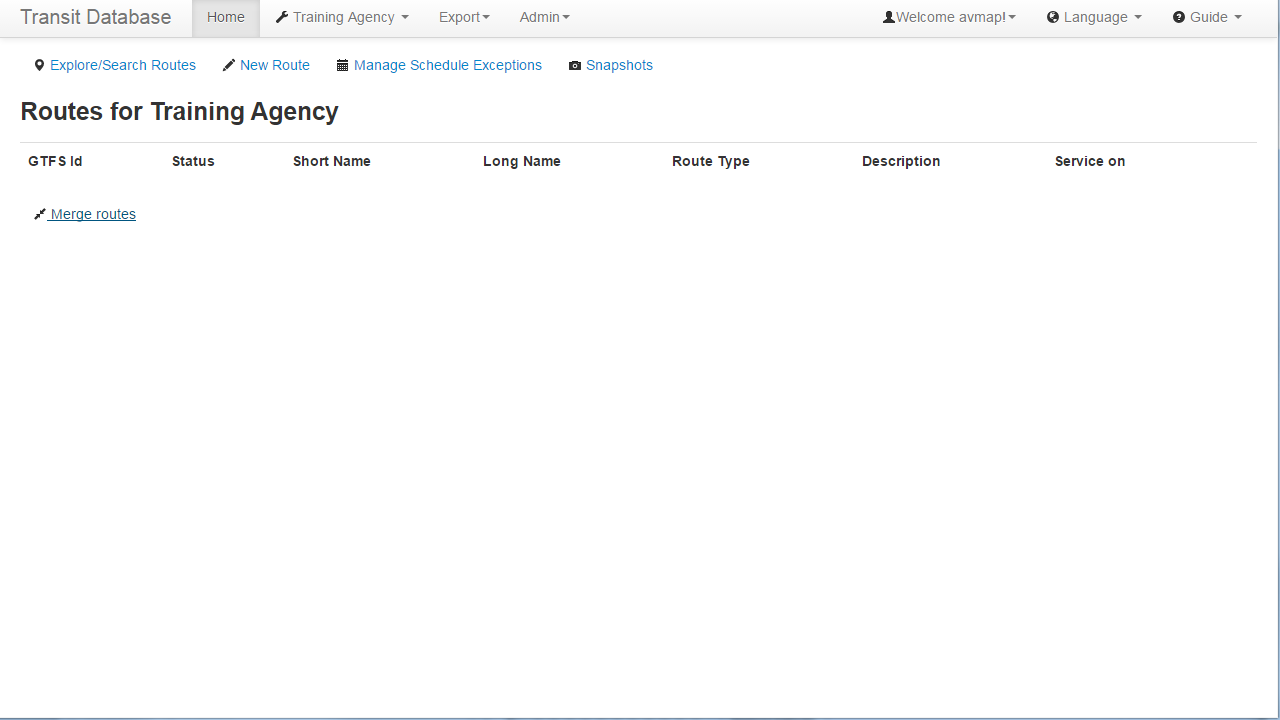 Transit Database Home Training Agency Export Admin Welcome avmap! Language Guide
Explore/Search Routes New Route Manage Schedule Exceptions Snapshots
Routes for Training Agency
GTFS Id Status Short Name Long Name Route Type Description Service on
Merge routes